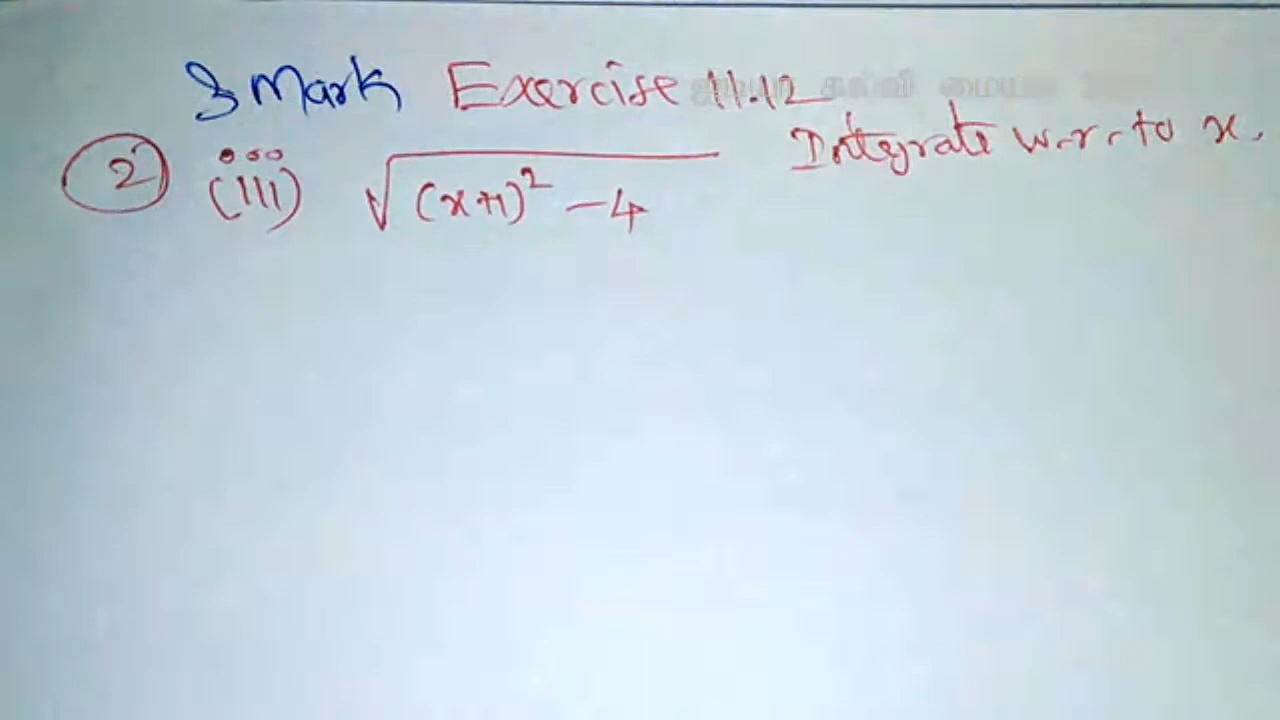 3 Mark Exercise 11.12
Integrate w.r.to x.
2 (iii) √(x+1)² - 4